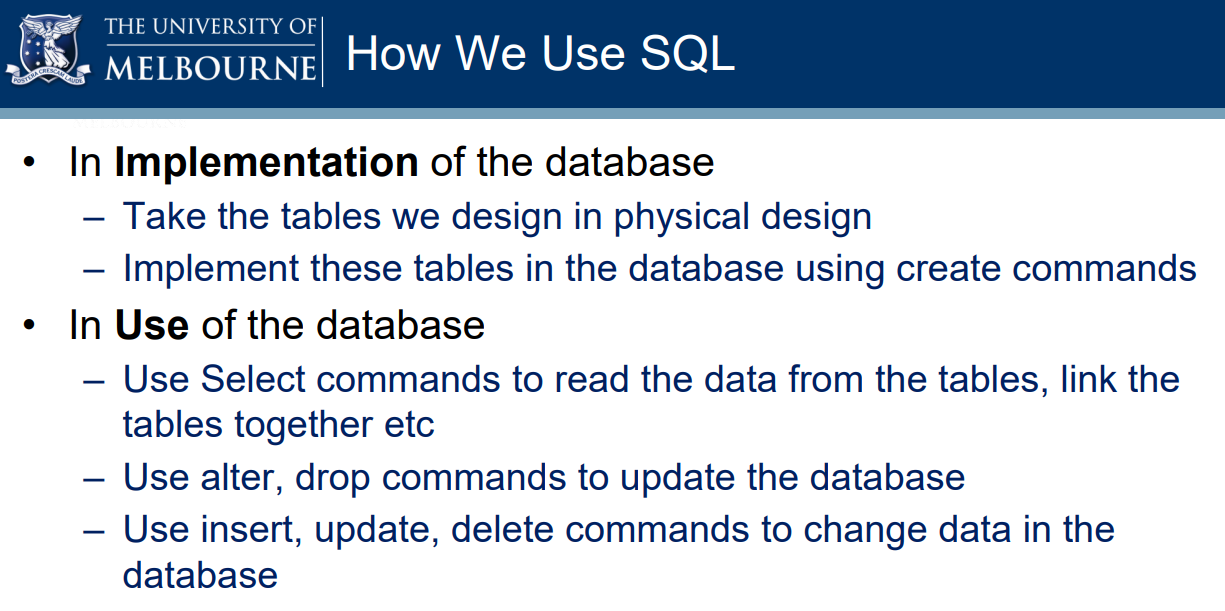 THE UNIVERSITY OF
MELBOURNE
POSTERA CRESCAM LAUDE
How We Use SQL
• In Implementation of the database
– Take the tables we design in physical design
– Implement these tables in the database using create commands
• In Use of the database
– Use Select commands to read the data from the tables, link the
tables together etc
– Use alter, drop commands to update the database
– Use insert, update, delete commands to change data in the
database